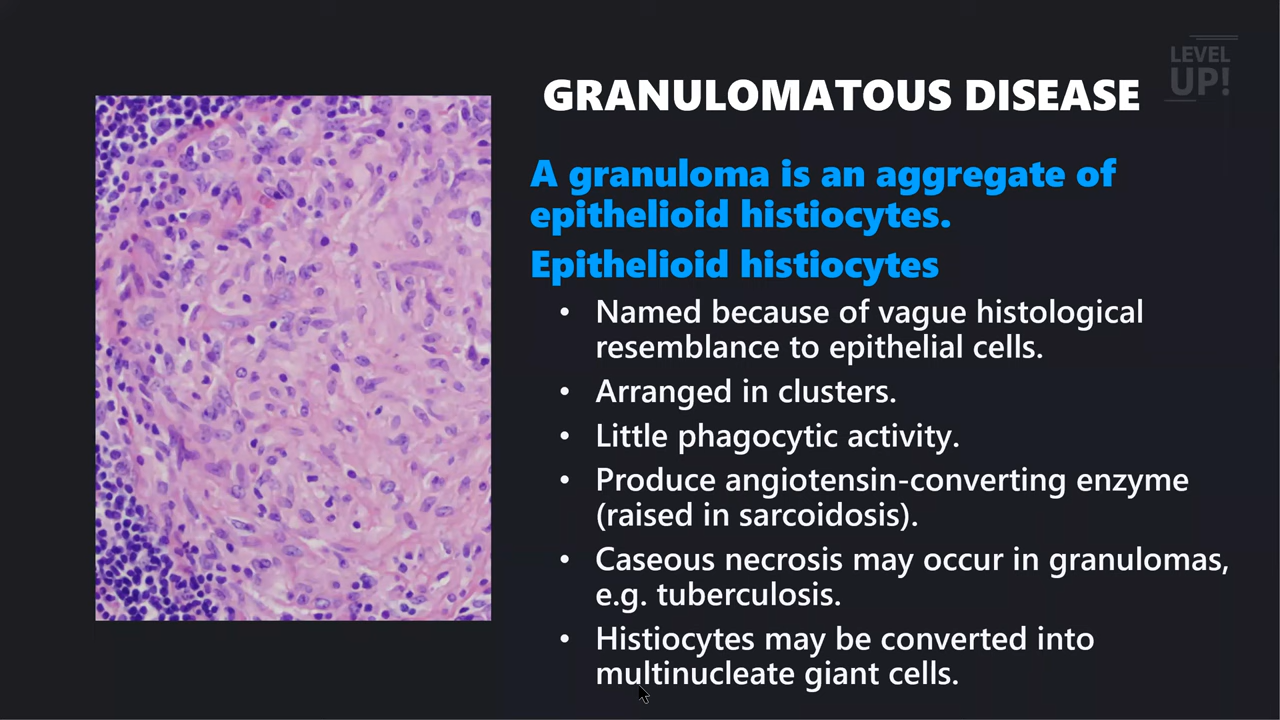 LEVEL
UP!
GRANULOMATOUS DISEASE
A granuloma is an aggregate of
epithelioid histiocytes.
Epithelioid histiocytes
• Named because of vague histological
resemblance to epithelial cells.
• Arranged in clusters.
• Little phagocytic activity.
• Produce angiotensin-converting enzyme
(raised in sarcoidosis).
• Caseous necrosis may occur in granulomas,
e.g. tuberculosis.
• Histiocytes may be converted into
multinucleate giant cells.